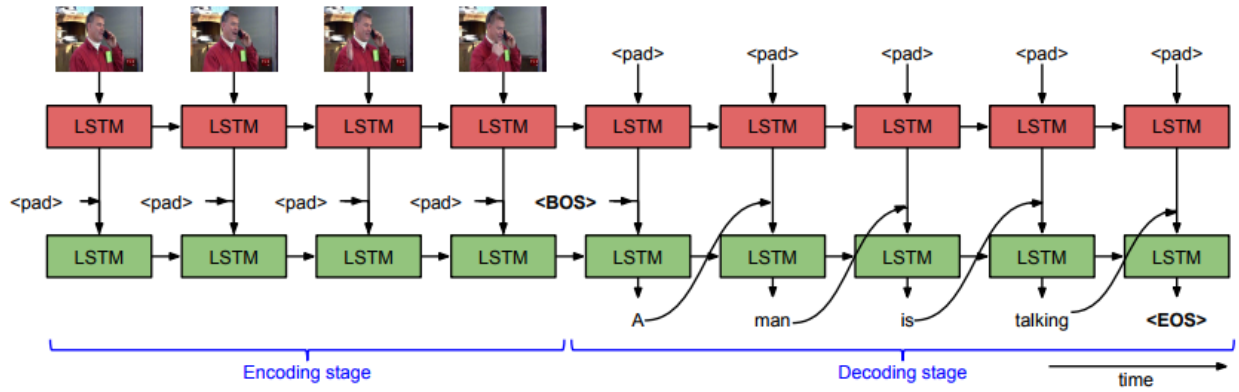 <pad> <pad> <pad> <pad> <pad>
LSTM LSTM LSTM LSTM LSTM LSTM LSTM LSTM LSTM
<pad> <pad> <pad> <pad> <BOS>
LSTM LSTM LSTM LSTM LSTM LSTM LSTM LSTM LSTM
A man is talking <EOS>
Encoding stage Decoding stage
time